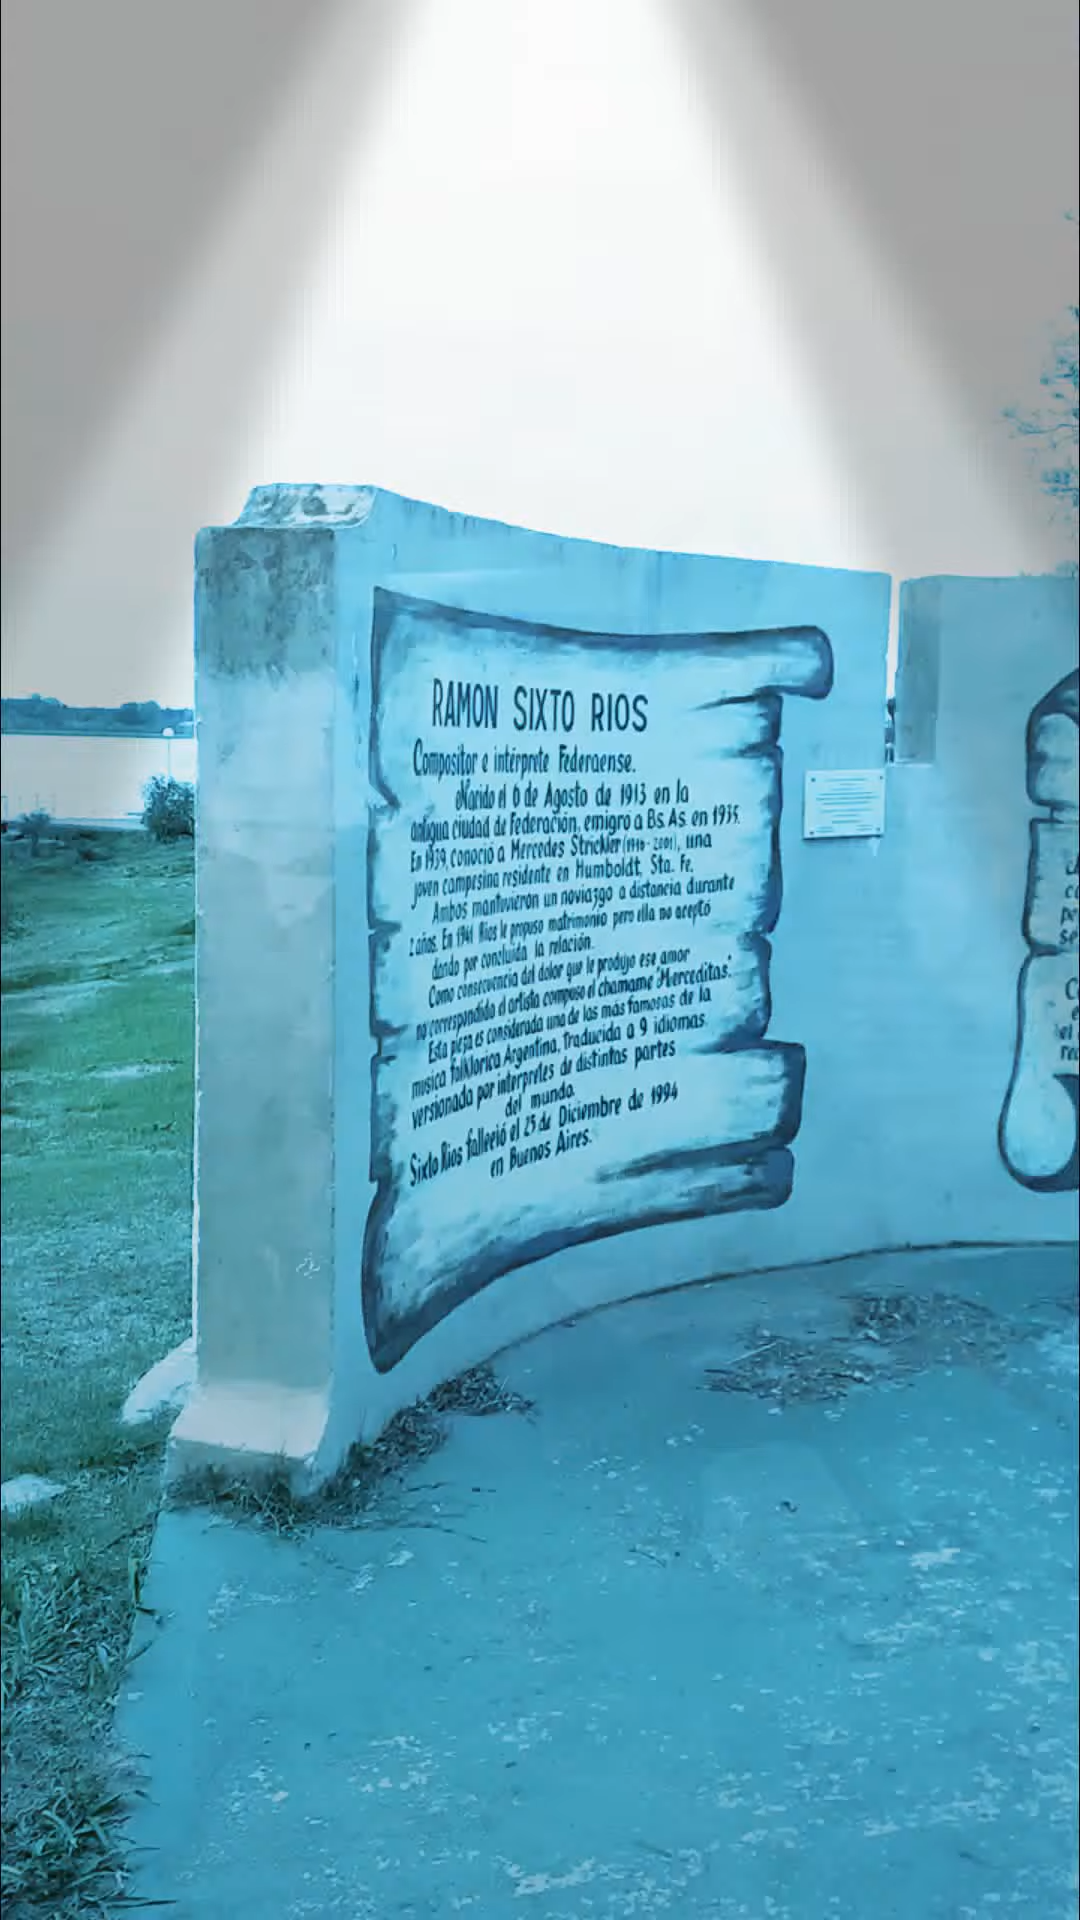 RAMON SIXTO RIOS
Compositor e intérprete Federaense.
Nacido el 6 de Agosto de 1913 en la
antigua ciudad de Federación, emigro a Bs. As. en 1935.
En 1939, conoció a Mercedes Strickler (1916-2001), una
joven campesina residente en Humboldt, Sta. Fe.
Ambos mantuvieron un noviazgo a distancia durante
2 años. En 1941 Rios le propuso matrimonio pero ella no aceptó
dando por concluida la relación.
Como consecuencia del dolor que le produjo ese amor
no correspondido el artista compuso el chamame "Merceditas".
Esta pieza es considerada una de las más famosas de la
musica folklorica Argentina, traducida a 9 idiomas
versionada por interpretes de distintas partes
del mundo.
Sixto Rios falleció el 25 de Diciembre de 1994
en Buenos Aires.